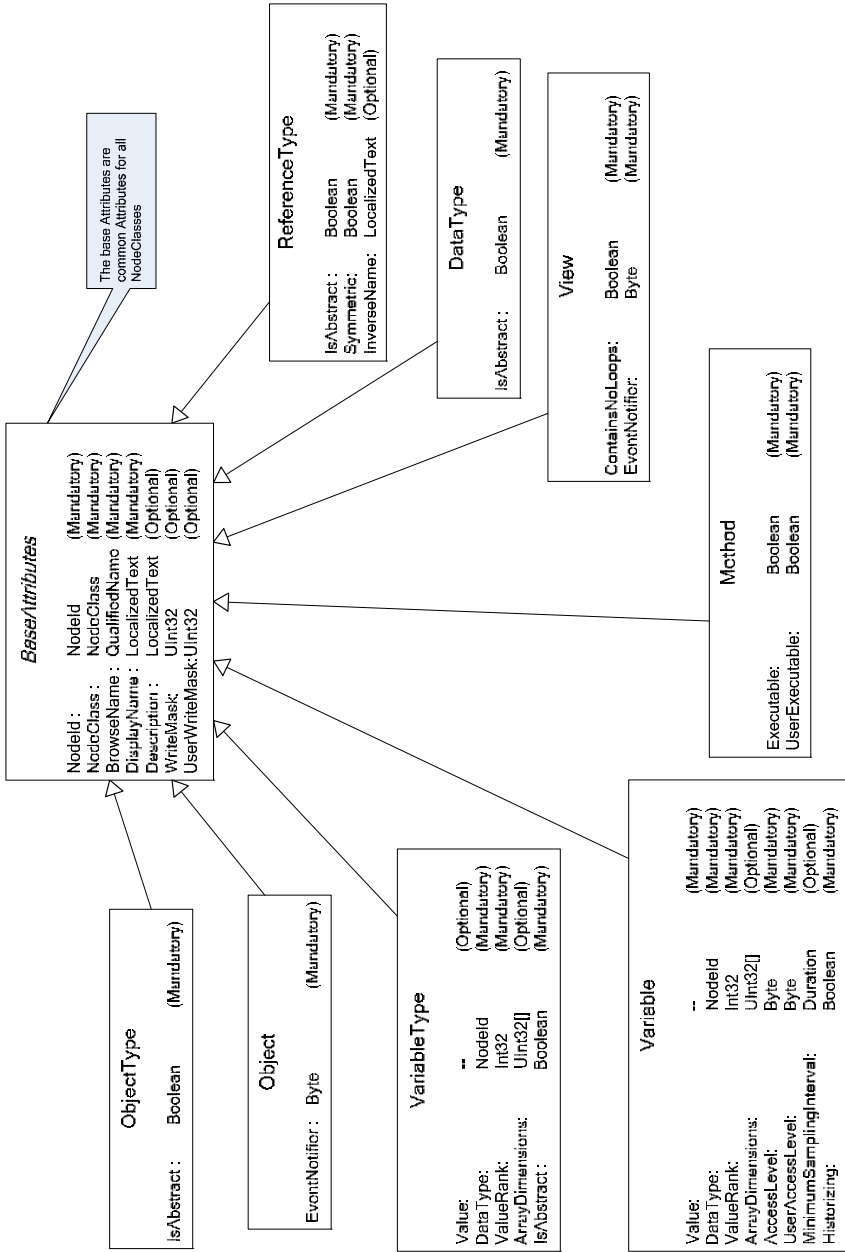 The base Attributes are
common Attributes for all
NodeClasses
BaseAttributes
NodeId : NodeId (Mandatory)
NodeClass : NodeClass (Mandatory)
BrowseName : QualifiedName (Mandatory)
DisplayName : LocalizedText (Mandatory)
Description : LocalizedText (Optional)
WriteMask: UInt32 (Optional)
UserWriteMask: UInt32 (Optional)
ObjectType
IsAbstract : Boolean (Mandatory)
Object
EventNotifier : Byte (Mandatory)
VariableType
Value: -- (Optional)
DataType: NodeId (Mandatory)
ValueRank: Int32 (Mandatory)
ArrayDimensions: UInt32[] (Optional)
IsAbstract : Boolean (Mandatory)
Variable
Value: -- (Mandatory)
DataType: NodeId (Mandatory)
ValueRank: Int32 (Mandatory)
ArrayDimensions: UInt32[] (Optional)
AccessLevel: Byte (Mandatory)
UserAccessLevel: Byte (Mandatory)
MinimumSamplingInterval: Duration (Optional)
Historizing: Boolean (Mandatory)
Method
Executable: Boolean (Mandatory)
UserExecutable: Boolean (Mandatory)
View
ContainsNoLoops: Boolean (Mandatory)
EventNotifier: Byte (Mandatory)
DataType
IsAbstract : Boolean (Mandatory)
ReferenceType
IsAbstract : Boolean (Mandatory)
Symmetric: Boolean (Mandatory)
InverseName: LocalizedText (Optional)